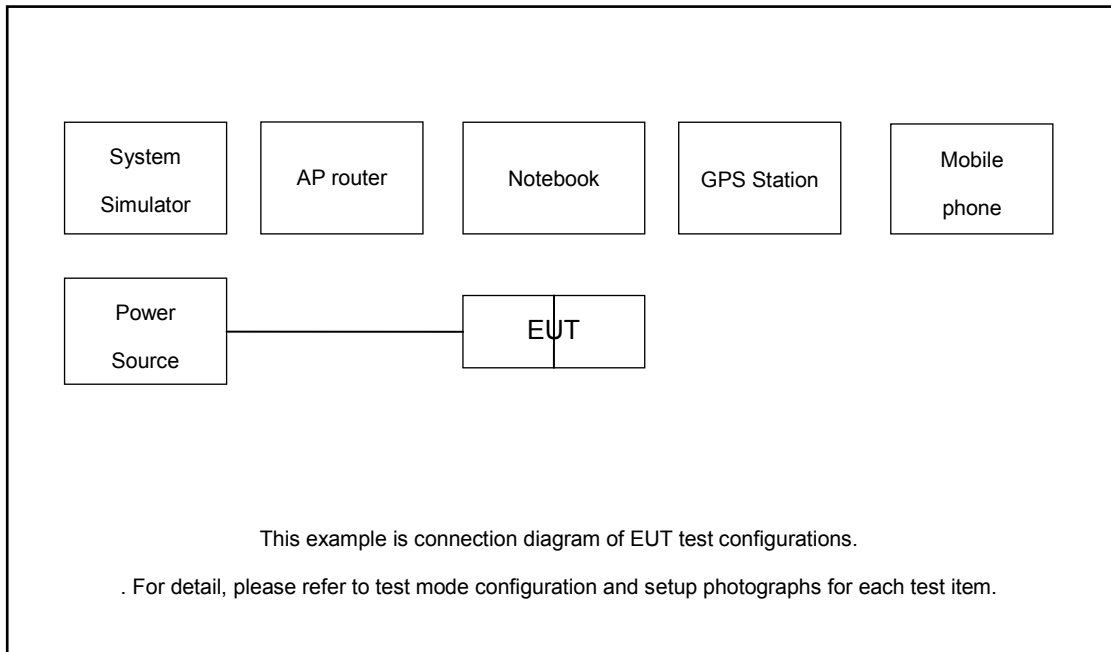 System
Simulator
AP router
Notebook
GPS Station
Mobile
phone
Power
Source
EUT
This example is connection diagram of EUT test configurations.
. For detail, please refer to test mode configuration and setup photographs for each test item.